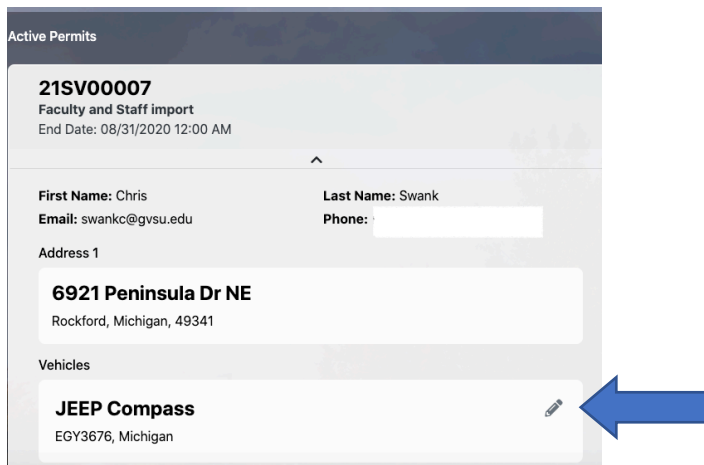 Active Permits
21SV00007
Faculty and Staff import
End Date: 08/31/2020 12:00 AM
First Name: Chris Last Name: Swank
Email: swankc@gvsu.edu Phone:
Address 1
6921 Peninsula Dr NE
Rockford, Michigan, 49341
Vehicles
JEEP Compass
EGY3676, Michigan